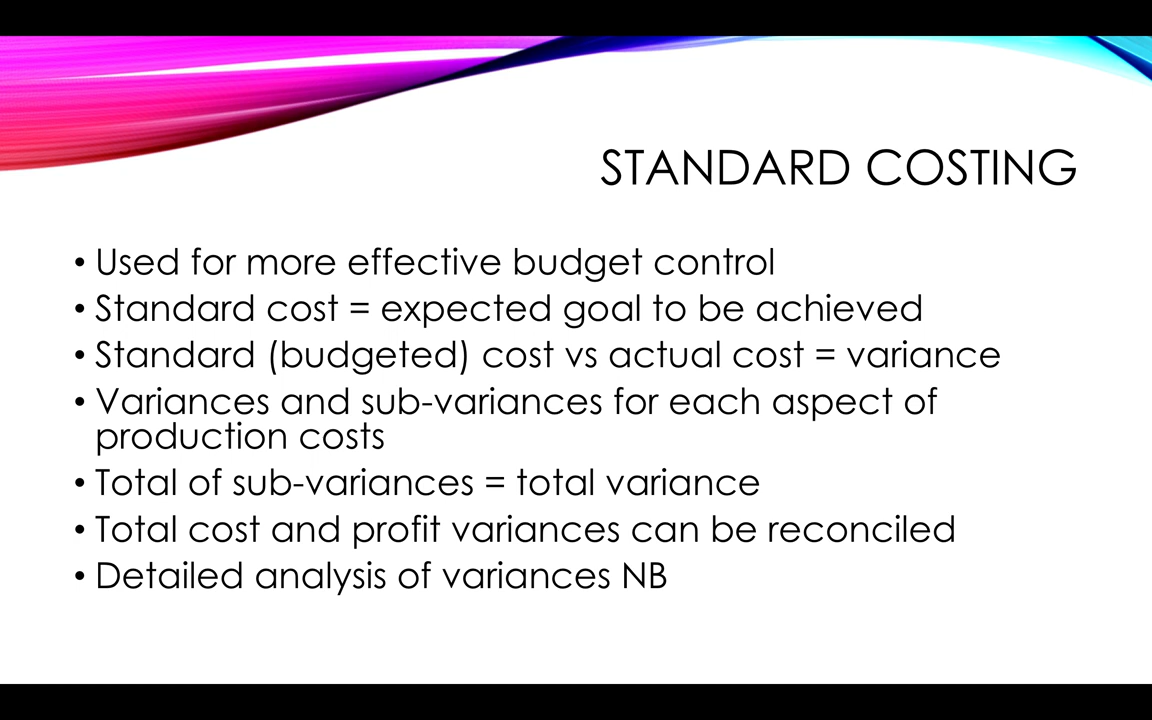 STANDARD COSTING
• Used for more effective budget control
• Standard cost = expected goal to be achieved
• Standard (budgeted) cost vs actual cost = variance
• Variances and sub-variances for each aspect of
production costs
• Total of sub-variances = total variance
• Total cost and profit variances can be reconciled
• Detailed analysis of variances NB